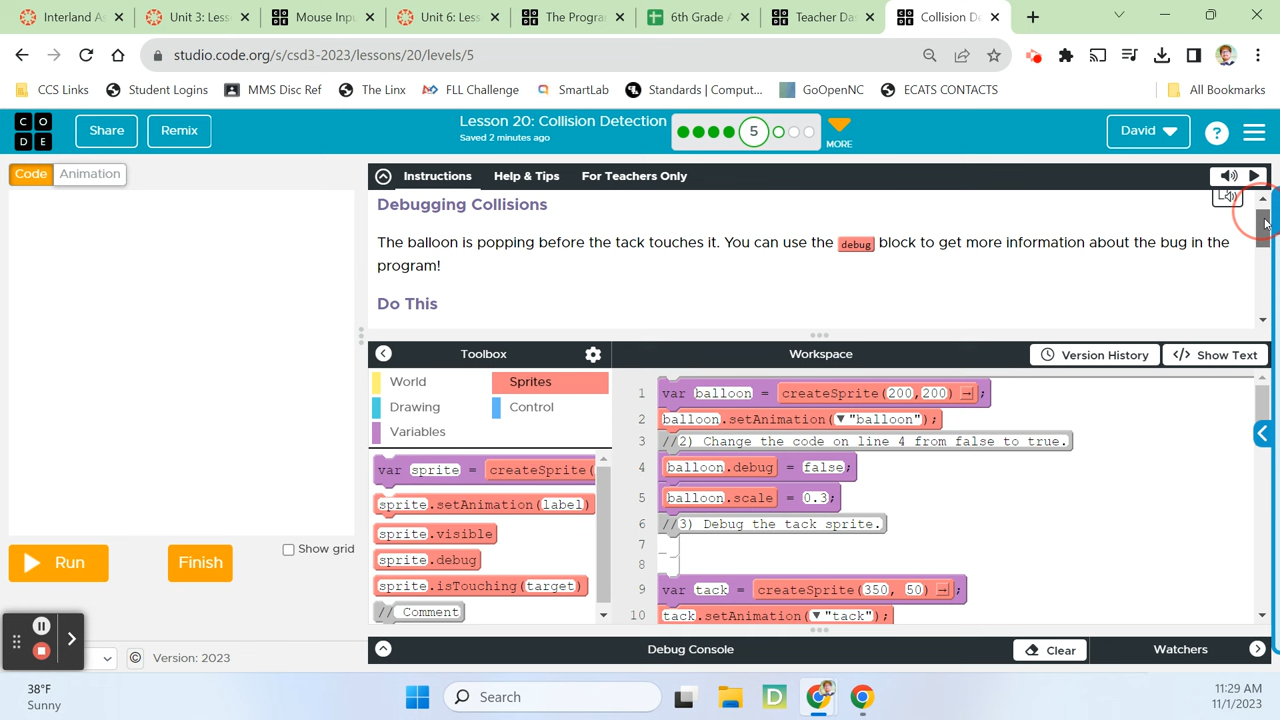 Interland As
Unit 3: Less
Mouse Inpu
Unit 6: Less
The Program
6th Grade A
Teacher Das
Collision De
studio.code.org/s/csd3-2023/lessons/20/levels/5
CCS Links
Student Logins
MMS Disc Ref
The Linx
FLL Challenge
SmartLab
Standards | Comput...
GoOpenNC
ECATS CONTACTS
All Bookmarks
CODE
Share
Remix
Lesson 20: Collision Detection
Saved 2 minutes ago
5
MORE
David
?
Code
Animation
Instructions
Help & Tips
For Teachers Only
Debugging Collisions
The balloon is popping before the tack touches it. You can use the debug block to get more information about the bug in the
program!
Do This
Toolbox
Workspace
Version History
</> Show Text
World
Sprites
Drawing
Control
Variables
var sprite = createSprite(
sprite.setAnimation(label)
sprite.visible
sprite.debug
sprite.isTouching(target)
// Comment
1 var balloon = createSprite(200,200);
2 balloon.setAnimation("balloon");
3 //2) Change the code on line 4 from false to true.
4 balloon.debug = false;
5 balloon.scale = 0.3;
6 //3) Debug the tack sprite.
7
8
9 var tack = createSprite(350, 50);
10 tack.setAnimation("tack");
Run
Finish
Show grid
Version: 2023
Debug Console
Clear
Watchers
38°F
Sunny
Search
11:29 AM
11/1/2023